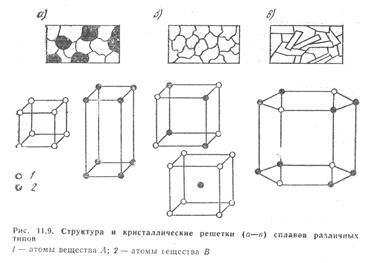 а) б) в)
1
2
Рис. 11.9. Структура и кристаллические решетки (а—в) сплавов различных
типов
1 — атомы вещества А; 2 — атомы вещества В